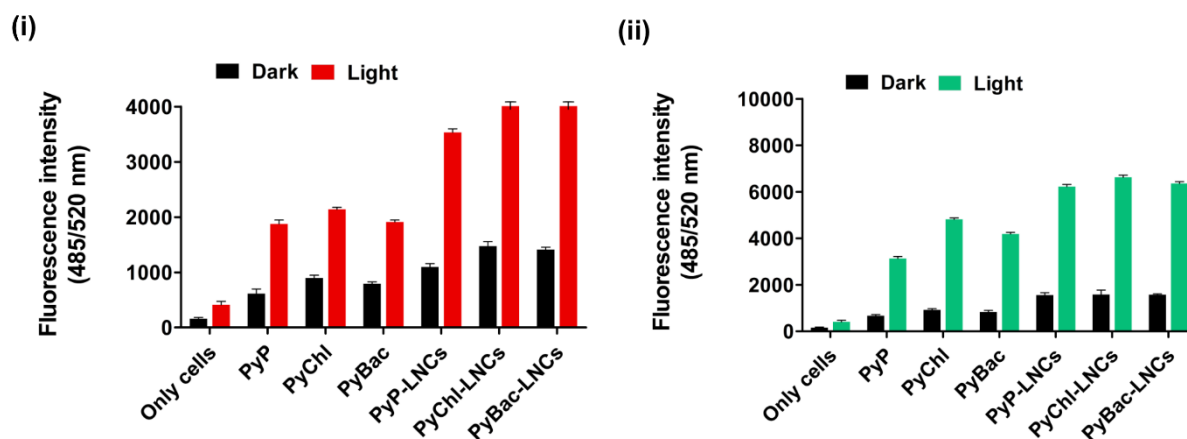 (i)
Dark Light
Fluorescence intensity
(485/520 nm)
4000
3000
2000
1000
0
Only cells
PyP
PyChl
PyBac
PyP-LNCs
PyChl-LNCs
PyBac-LNCs
(ii)
Dark Light
Fluorescence intensity
(485/520 nm)
10000
8000
6000
4000
2000
0
Only cells
PyP
PyChl
PyBac
PyP-LNCs
PyChl-LNCs
PyBac-LNCs